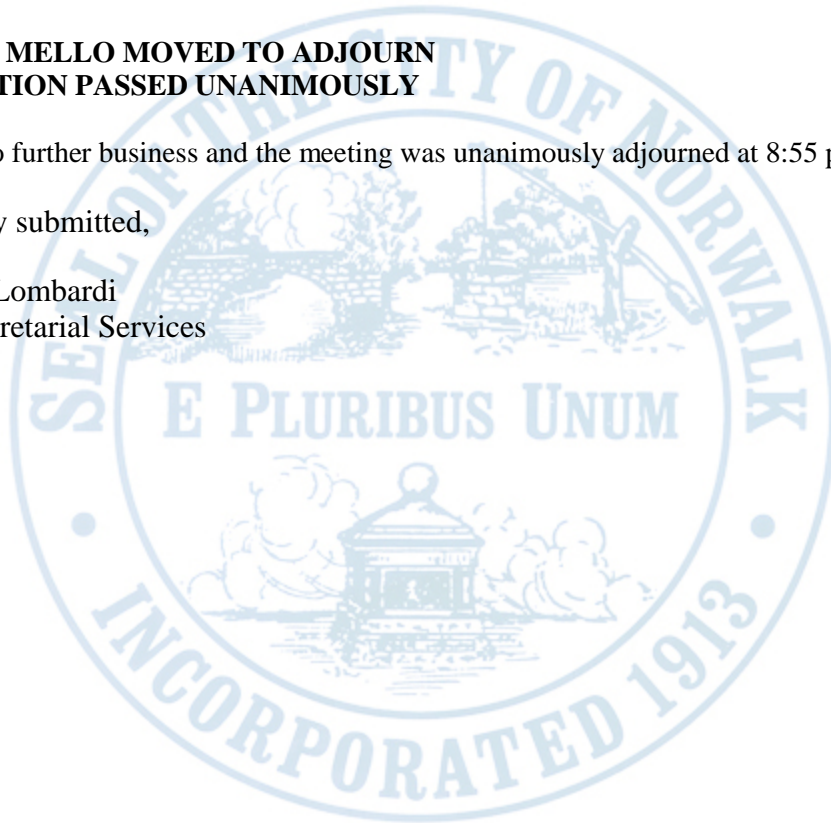 MELLO MOVED TO ADJOURN
TION PASSED UNANIMOUSLY
further business and the meeting was unanimously adjourned at 8:55 p
y submitted,
Lombardi
retarial Services
SEAL OF THE CITY OF NORWALK
E PLURIBUS UNUM
INCORPORATED 1913